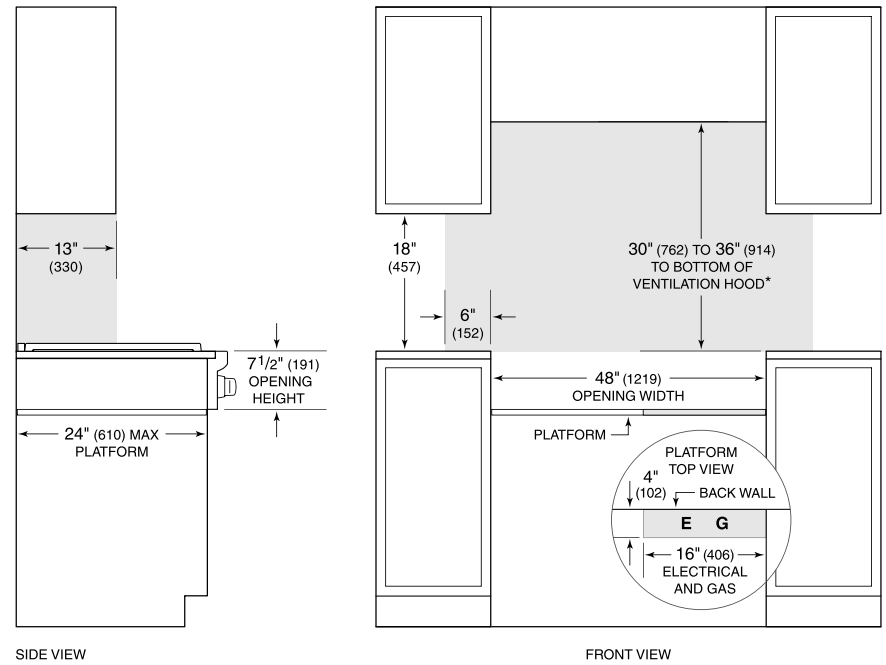 13"
(330)
7 1/2" (191)
OPENING
HEIGHT
24" (610) MAX
PLATFORM
SIDE VIEW
18"
(457)
6"
(152)
30" (762) TO 36" (914)
TO BOTTOM OF
VENTILATION HOOD*
48" (1219)
OPENING WIDTH
PLATFORM
PLATFORM
TOP VIEW
4"
(102)
BACK WALL
E G
16" (406)
ELECTRICAL
AND GAS
FRONT VIEW